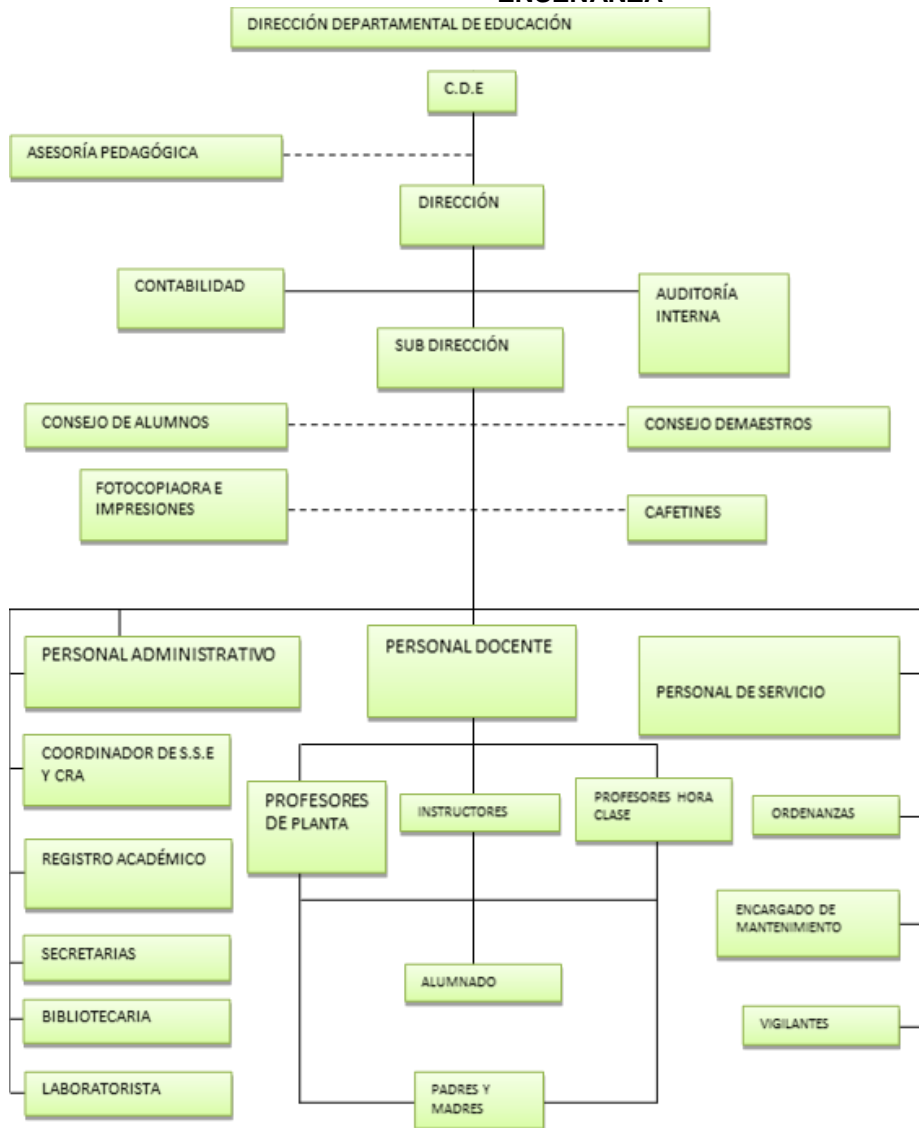 ENSEÑANZA
DIRECCIÓN DEPARTAMENTAL DE EDUCACIÓN
C.D.E
ASESORÍA PEDAGÓGICA
DIRECCIÓN
CONTABILIDAD
AUDITORÍA
INTERNA
SUB DIRECCIÓN
CONSEJO DE ALUMNOS
CONSEJO DEMAESTROS
FOTOCOPIAORA E
IMPRESIONES
CAFETINES
PERSONAL ADMINISTRATIVO
PERSONAL DOCENTE
PERSONAL DE SERVICIO
COORDINADOR DE S.S.E
Y CRA
PROFESORES
DE PLANTA
INSTRUCTORES
PROFESORES HORA
CLASE
ORDENANZAS
REGISTRO ACADÉMICO
ENCARGADO DE
MANTENIMIENTO
SECRETARIAS
ALUMNADO
BIBLIOTECARIA
VIGILANTES
LABORATORISTA
PADRES Y
MADRES